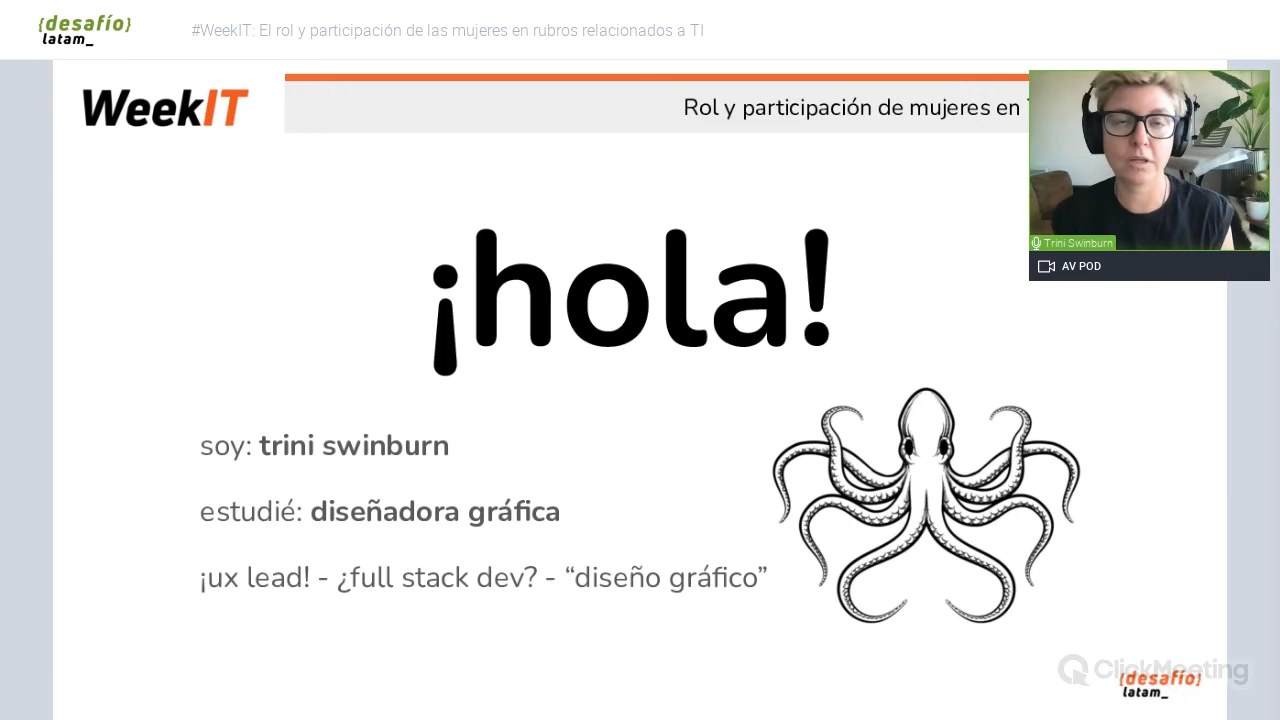 {desafío}
latam_
#WeekIT: El rol y participación de las mujeres en rubros relacionados a TI
WeekIT
Rol y participación de mujeres en
Trini Swinburn
AV POD
¡hola!
soy: trini swinburn
estudié: diseñadora gráfica
¡ux lead! - ¿full stack dev? - “diseño gráfico”
ClickMeeting
{desafío}
latam_